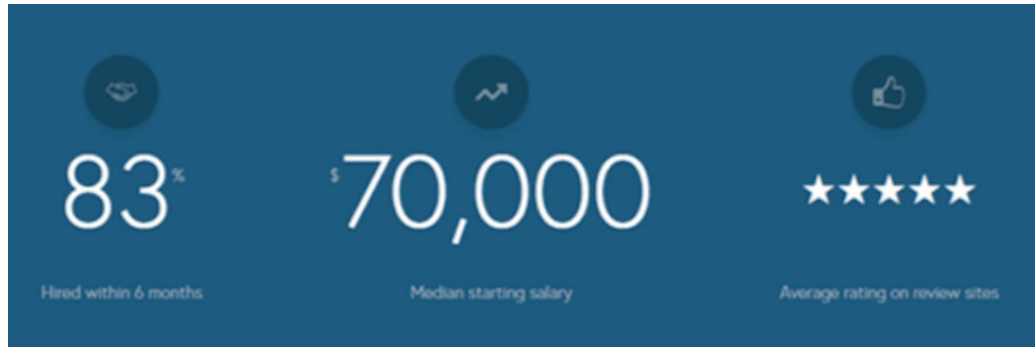 83%
Hired within 6 months
$70,000
Median starting salary
★★★★★
Average rating on review sites